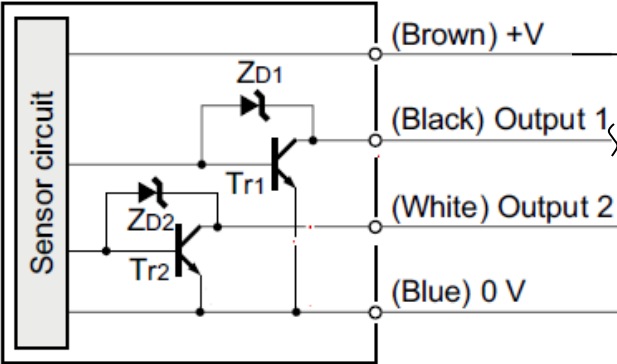 Sensor circuit
(Brown) +V
ZD1
(Black) Output 1
Tr1
ZD2
(White) Output 2
Tr2
(Blue) 0 V